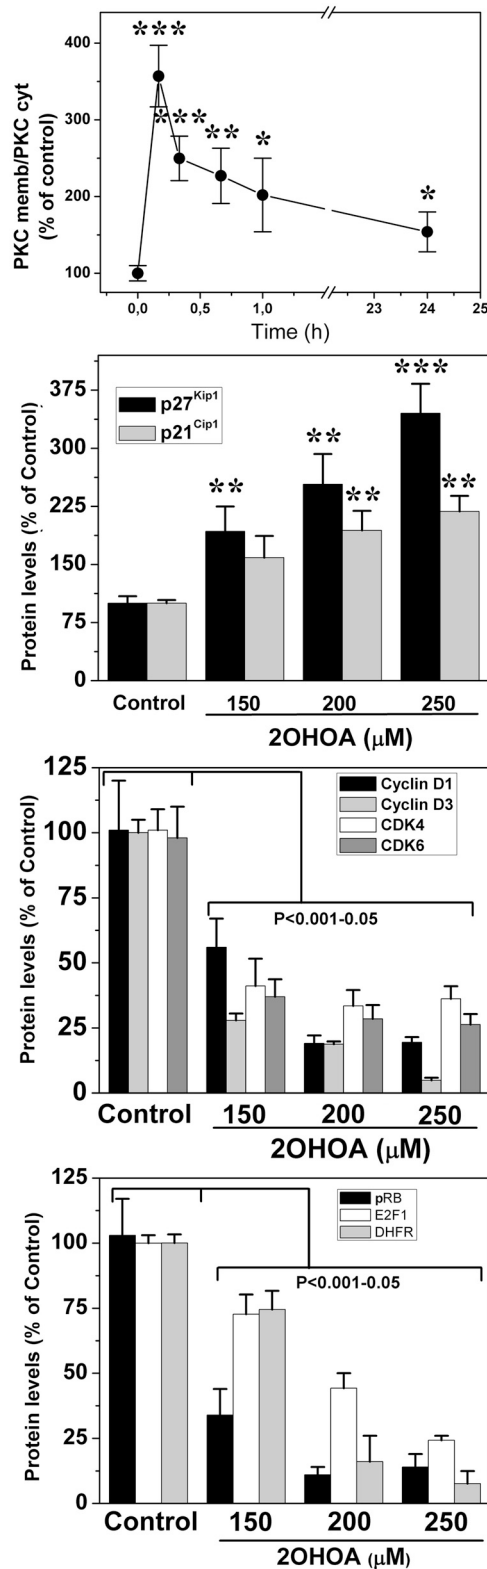 PKC memb/PKC cyt
(% of control)
400
300
200
100
***
***
**
*
*
0,0
0,5
1,0
23
24
25
Time (h)
Protein levels (% of Control)
375
300
225
150
75
0
p27Kip1
p21Cip1
**
**
**
***
**
Control
150
200
250
2OHOA (μM)
Protein levels (% of Control)
125
100
75
50
25
0
Cyclin D1
Cyclin D3
CDK4
CDK6
P<0.001-0.05
Control
150
200
250
2OHOA (μM)
Protein levels (% of Control)
125
100
75
50
25
0
pRB
E2F1
DHFR
P<0.001-0.05
Control
150
200
250
2OHOA (μM)